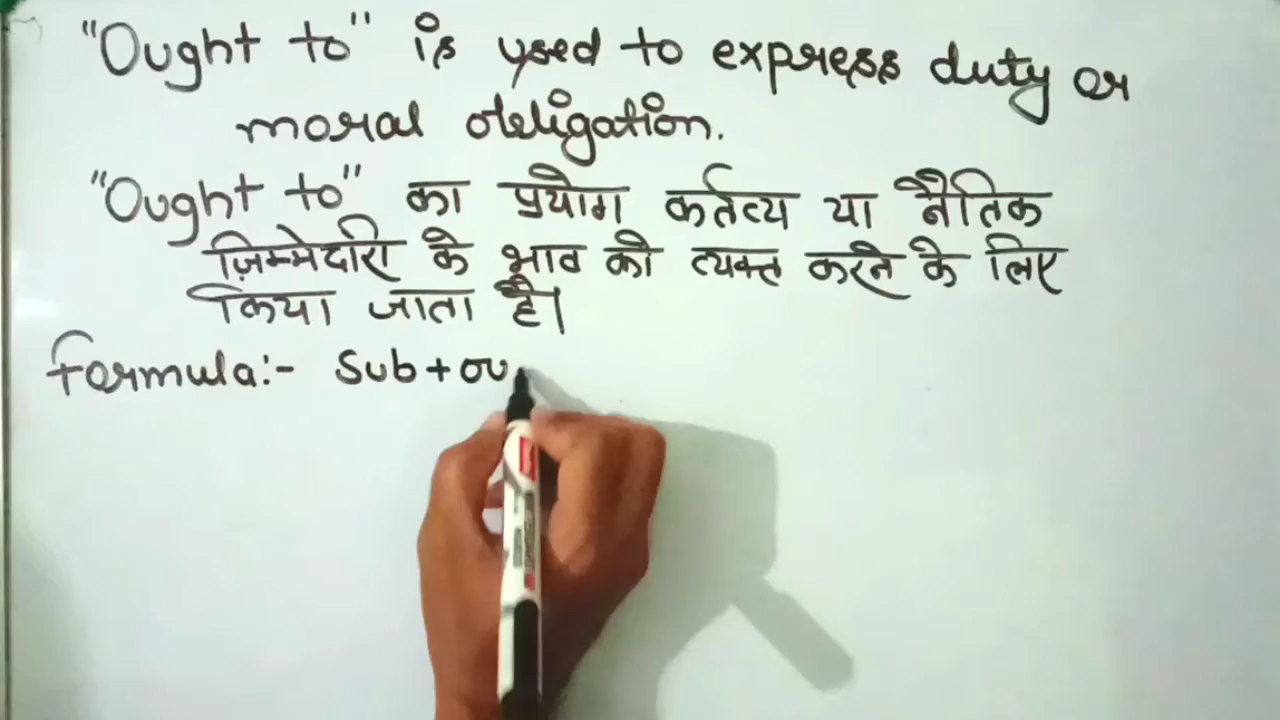 "Ought to" is used to express duty or
moral obligation.
"Ought to" का प्रयोग कर्तव्य या नैतिक
ज़िम्मेदारी के भाव को व्यक्त करने के लिए
किया जाता है।
Formula:- Sub+ou